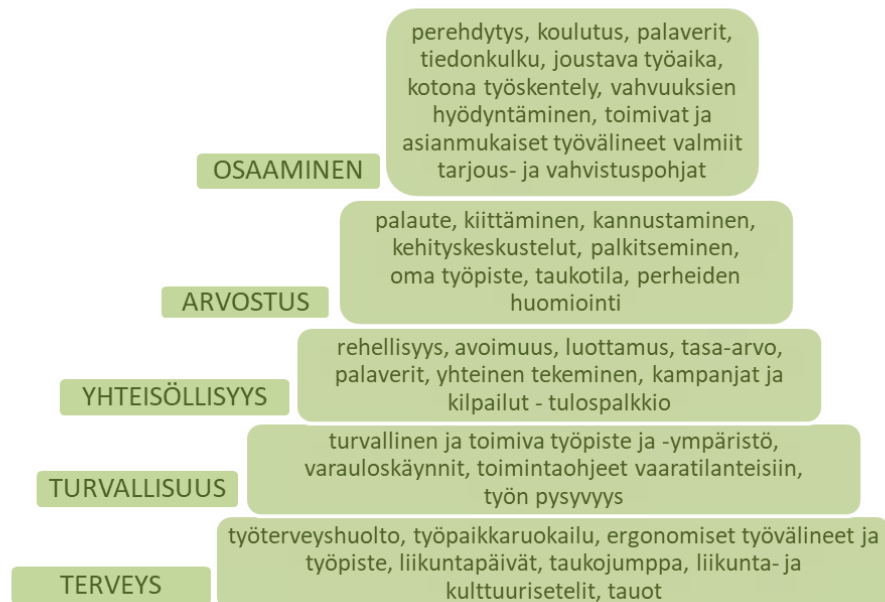 perehdytys, koulutus, palaverit,
tiedonkulku, joustava työaika,
kotona työskentely, vahvuuksien
hyödyntäminen, toimivat ja
asianmukaiset työvälineet valmiit
tarjous- ja vahvistuspohjat
OSAAMINEN
palaute, kiittäminen, kannustaminen,
kehityskeskustelut, palkitseminen,
oma työpiste, taukotila, perheiden
huomiointi
ARVOSTUS
rehellisyys, avoimuus, luottamus, tasa-arvo,
palaverit, yhteinen tekeminen, kampanjat ja
kilpailut - tulospalkkio
YHTEISÖLLISYYS
turvallinen ja toimiva työpiste ja -ympäristö,
varauloskäynnit, toimintaohjeet vaaratilanteisiin,
työn pysyvyys
TURVALLISUUS
työterveyshuolto, työpaikkaruokailu, ergonomiset työvälineet ja
työpiste, liikuntapäivät, taukojumppa, liikunta- ja
kulttuurisetelit, tauot
TERVEYS